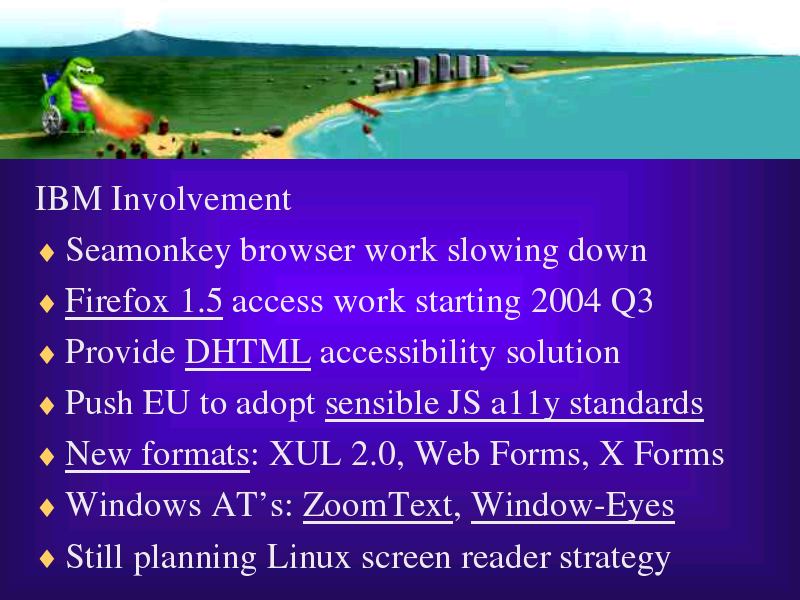 IBM Involvement
♦ Seamonkey browser work slowing down
♦ Firefox 1.5 access work starting 2004 Q3
♦ Provide DHTML accessibility solution
♦ Push EU to adopt sensible JS a11y standards
♦ New formats: XUL 2.0, Web Forms, X Forms
♦ Windows AT’s: ZoomText, Window-Eyes
♦ Still planning Linux screen reader strategy